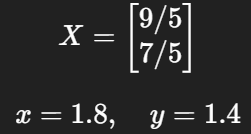 X = [9/5
7/5]
x = 1.8, y = 1.4